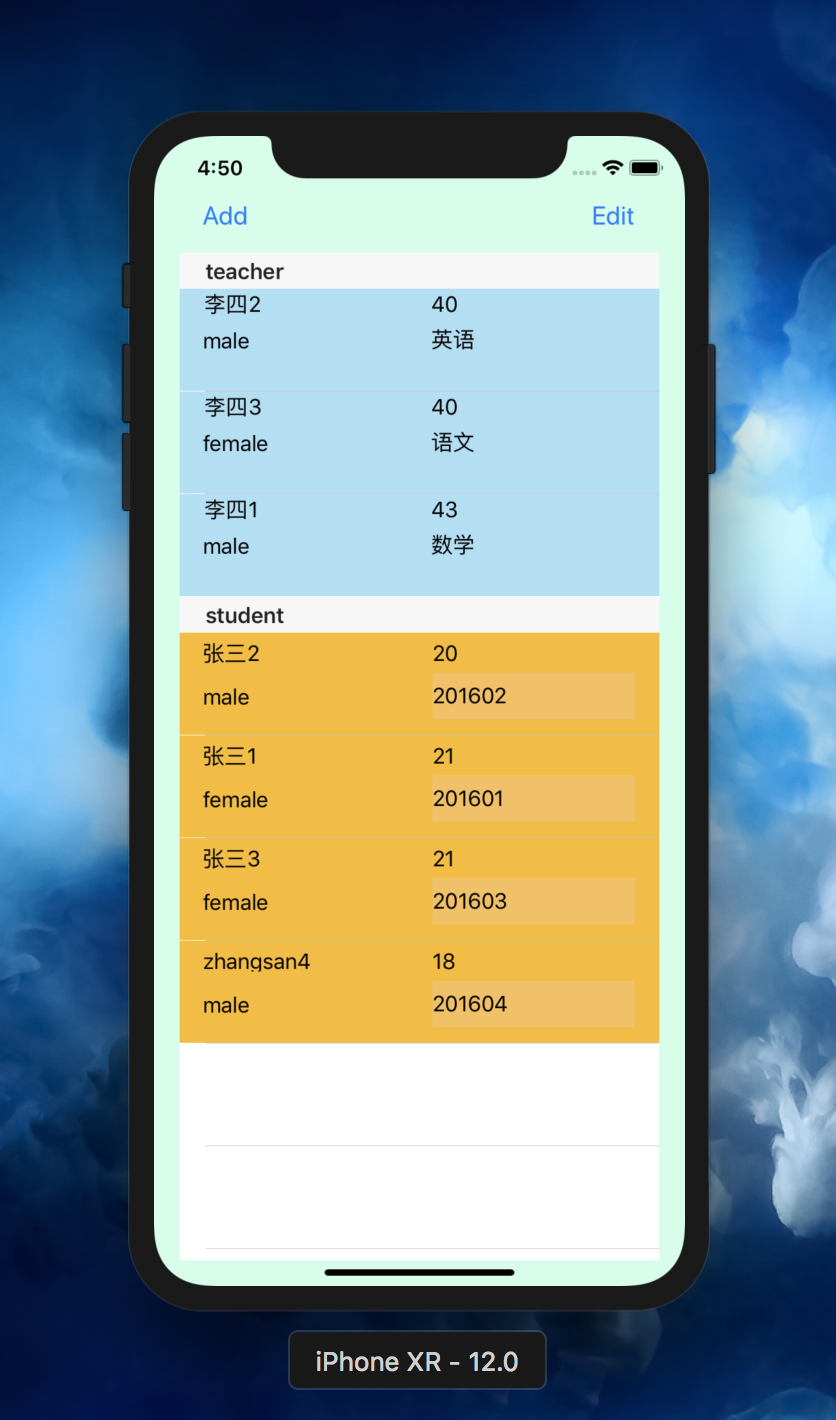 4:50
Add Edit
teacher
李四2 40
male 英语
李四3 40
female 语文
李四1 43
male 数学
student
张三2 20
male 201602
张三1 21
female 201601
张三3 21
female 201603
zhangsan4 18
male 201604
iPhone XR - 12.0